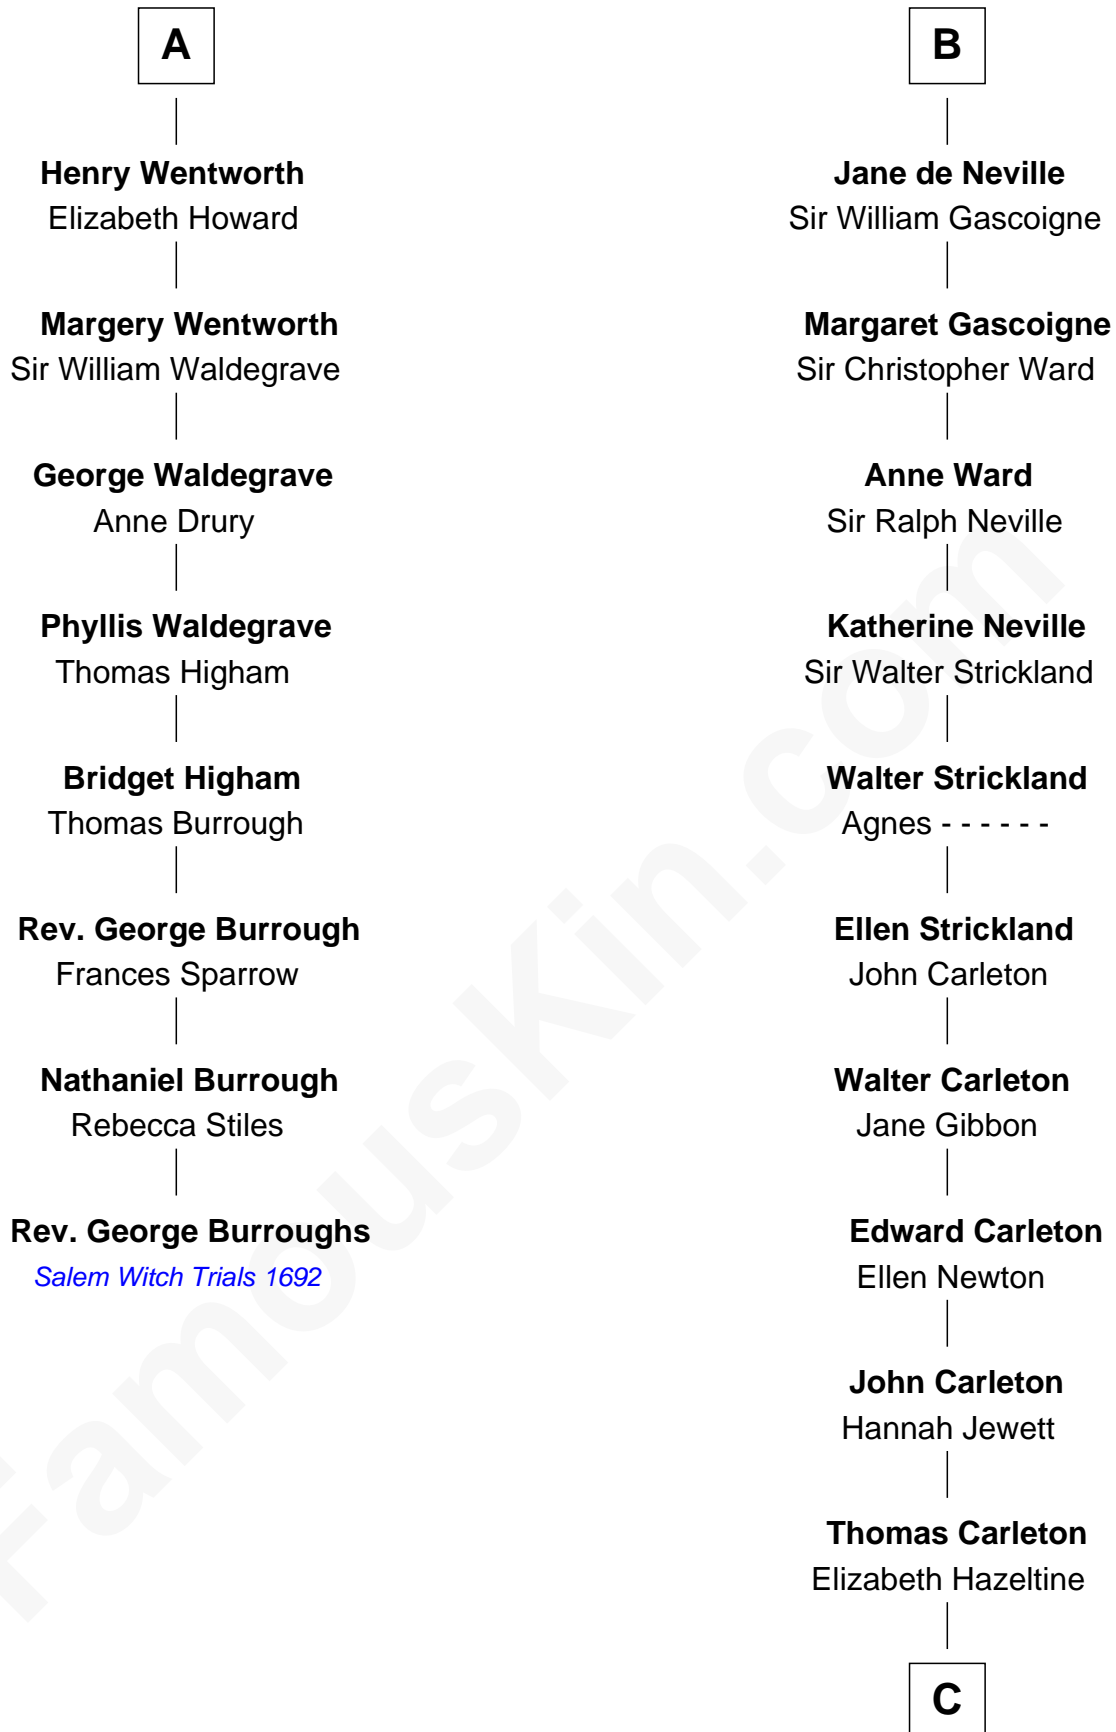 A
Henry Wentworth
Elizabeth Howard
Margery Wentworth
Sir William Waldegrave
George Waldegrave
Anne Drury
Phyllis Waldegrave
Thomas Higham
Bridget Higham
Thomas Burrough
Rev. George Burrough
Frances Sparrow
Nathaniel Burrough
Rebecca Stiles
Rev. George Burroughs
Salem Witch Trials 1692
B
Jane de Neville
Sir William Gascoigne
Margaret Gascoigne
Sir Christopher Ward
Anne Ward
Sir Ralph Neville
Katherine Neville
Sir Walter Strickland
Walter Strickland
Agnes - - - - - -
Ellen Strickland
John Carleton
Walter Carleton
Jane Gibbon
Edward Carleton
Ellen Newton
John Carleton
Hannah Jewett
Thomas Carleton
Elizabeth Hazeltine
C
FamousKin.com